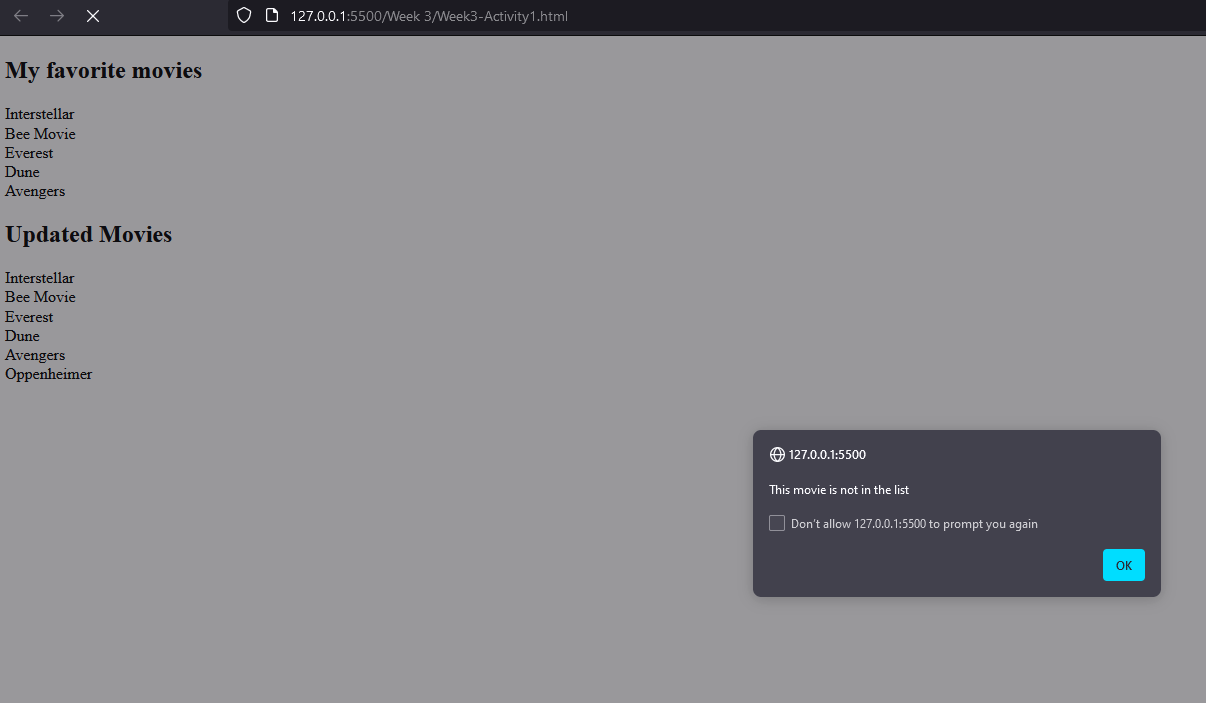 127.0.0.1:5500/Week 3/Week3-Activity1.html
My favorite movies
Interstellar
Bee Movie
Everest
Dune
Avengers
Updated Movies
Interstellar
Bee Movie
Everest
Dune
Avengers
Oppenheimer
127.0.0.1:5500
This movie is not in the list
Don't allow 127.0.0.1:5500 to prompt you again
OK